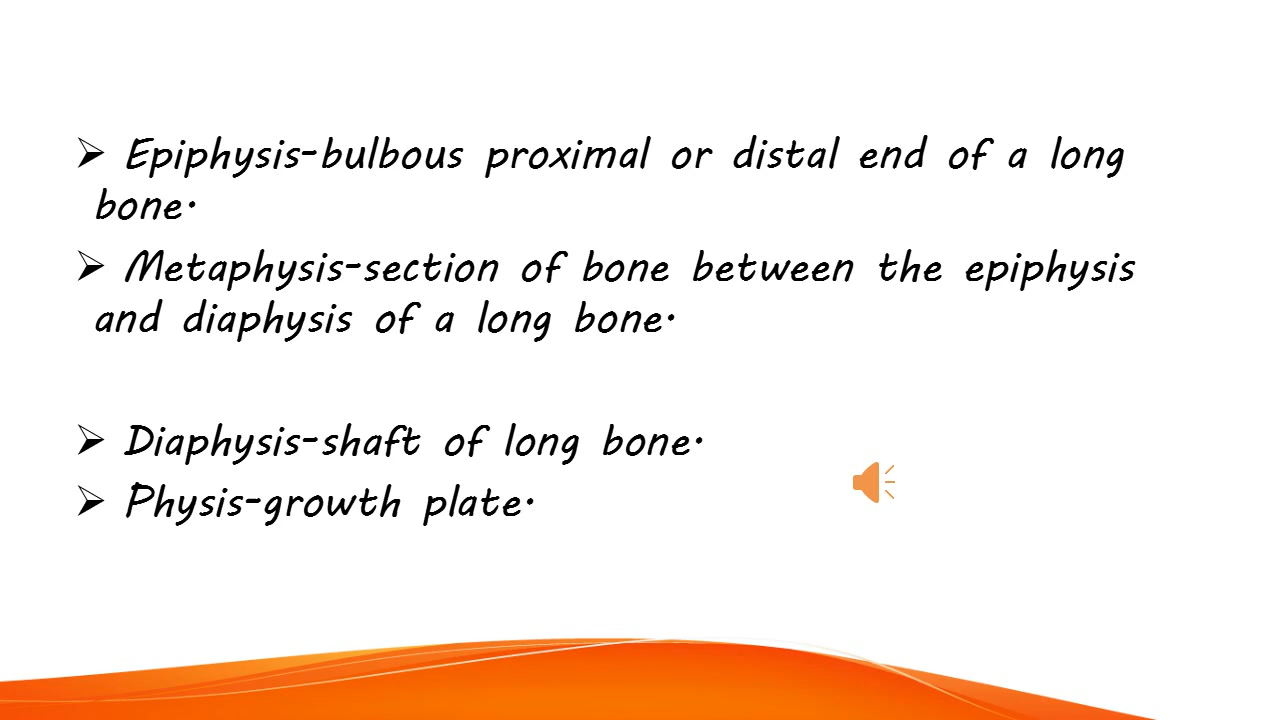 ➢ Epiphysis-bulbous proximal or distal end of a long
bone.
➢ Metaphysis-section of bone between the epiphysis
and diaphysis of a long bone.
➢ Diaphysis-shaft of long bone.
➢ Physis-growth plate.